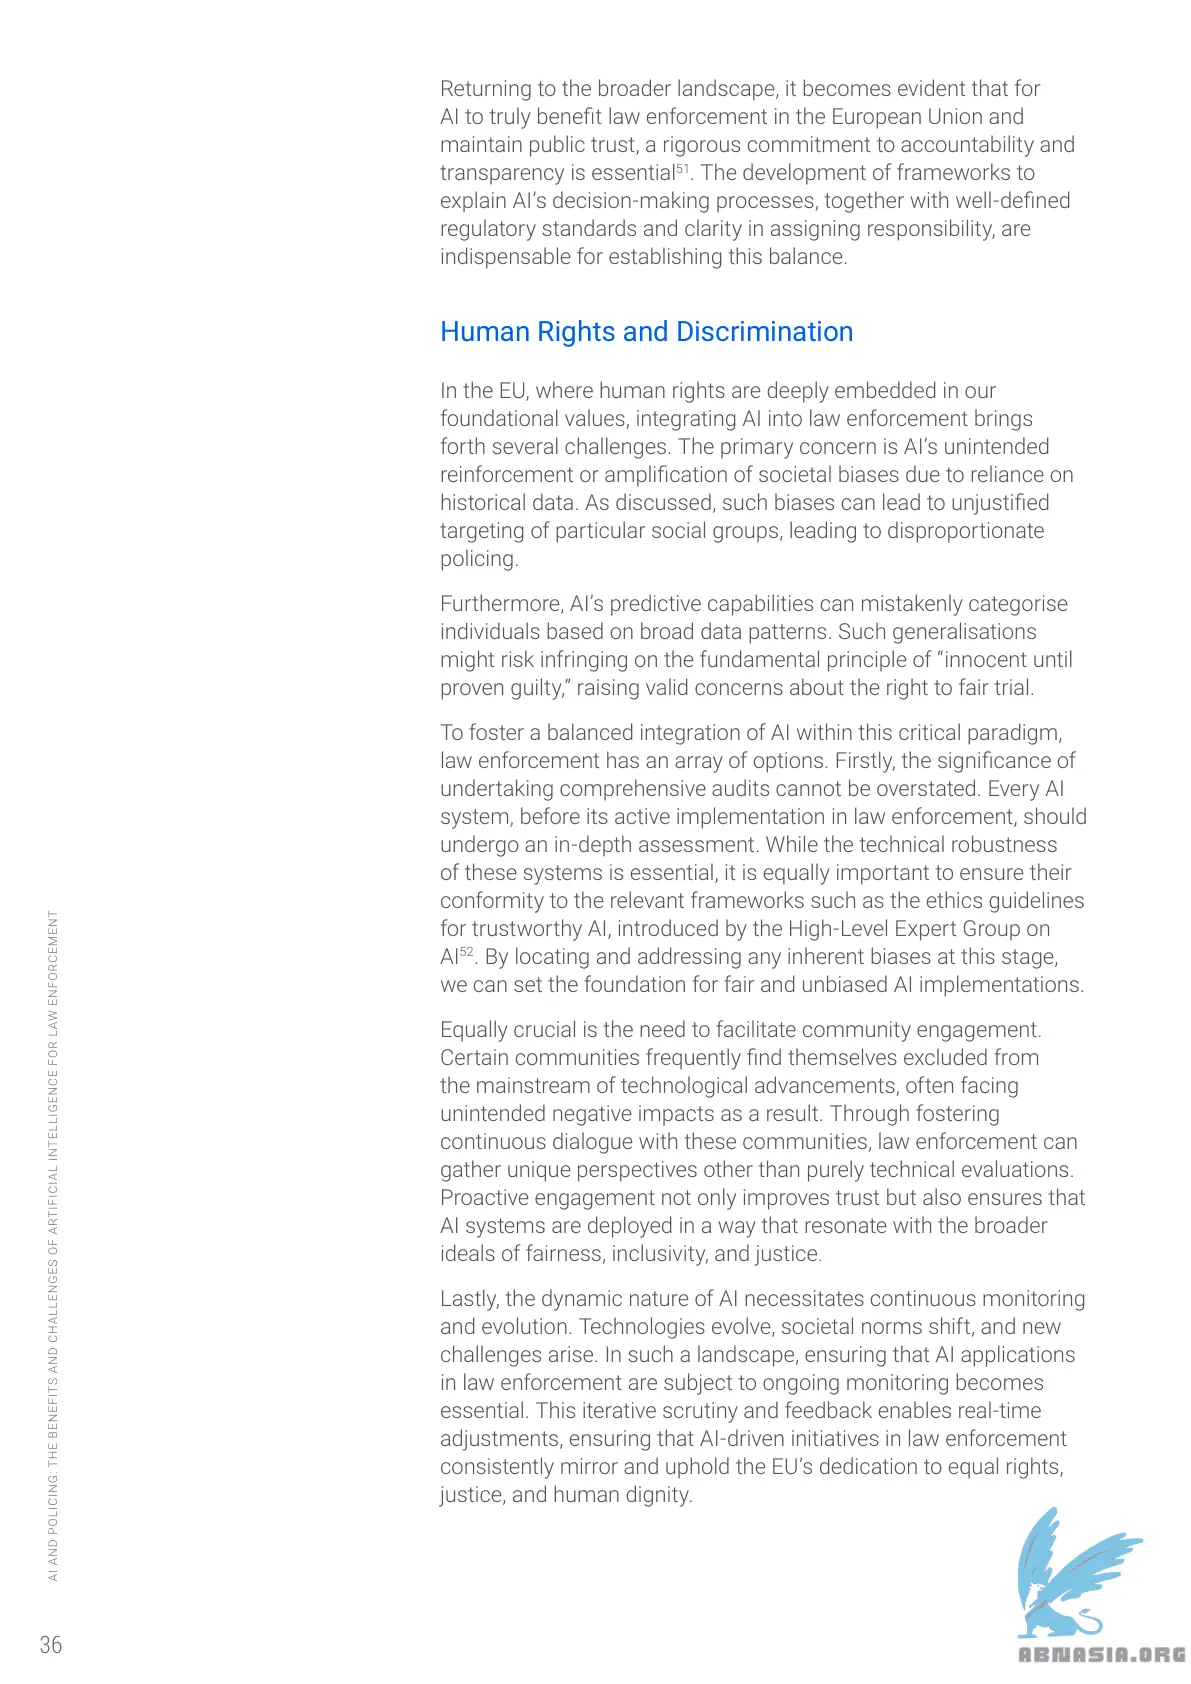 Returning to the broader landscape, it becomes evident that for
AI to truly benefit law enforcement in the European Union and
maintain public trust, a rigorous commitment to accountability and
transparency is essential51. The development of frameworks to
explain AI’s decision-making processes, together with well-defined
regulatory standards and clarity in assigning responsibility, are
indispensable for establishing this balance.
Human Rights and Discrimination
In the EU, where human rights are deeply embedded in our
foundational values, integrating AI into law enforcement brings
forth several challenges. The primary concern is AI’s unintended
reinforcement or amplification of societal biases due to reliance on
historical data. As discussed, such biases can lead to unjustified
targeting of particular social groups, leading to disproportionate
policing.
Furthermore, AI’s predictive capabilities can mistakenly categorise
individuals based on broad data patterns. Such generalisations
might risk infringing on the fundamental principle of “innocent until
proven guilty,” raising valid concerns about the right to fair trial.
To foster a balanced integration of AI within this critical paradigm,
law enforcement has an array of options. Firstly, the significance of
undertaking comprehensive audits cannot be overstated. Every AI
system, before its active implementation in law enforcement, should
undergo an in-depth assessment. While the technical robustness
of these systems is essential, it is equally important to ensure their
conformity to the relevant frameworks such as the ethics guidelines
for trustworthy AI, introduced by the High-Level Expert Group on
AI52. By locating and addressing any inherent biases at this stage,
we can set the foundation for fair and unbiased AI implementations.
Equally crucial is the need to facilitate community engagement.
Certain communities frequently find themselves excluded from
the mainstream of technological advancements, often facing
unintended negative impacts as a result. Through fostering
continuous dialogue with these communities, law enforcement can
gather unique perspectives other than purely technical evaluations.
Proactive engagement not only improves trust but also ensures that
AI systems are deployed in a way that resonate with the broader
ideals of fairness, inclusivity, and justice.
Lastly, the dynamic nature of AI necessitates continuous monitoring
and evolution. Technologies evolve, societal norms shift, and new
challenges arise. In such a landscape, ensuring that AI applications
in law enforcement are subject to ongoing monitoring becomes
essential. This iterative scrutiny and feedback enables real-time
adjustments, ensuring that AI-driven initiatives in law enforcement
consistently mirror and uphold the EU’s dedication to equal rights,
justice, and human dignity.
AI AND POLICING: THE BENEFITS AND CHALLENGES OF ARTIFICIAL INTELLIGENCE FOR LAW ENFORCEMENT
36
ABNASIA.ORG